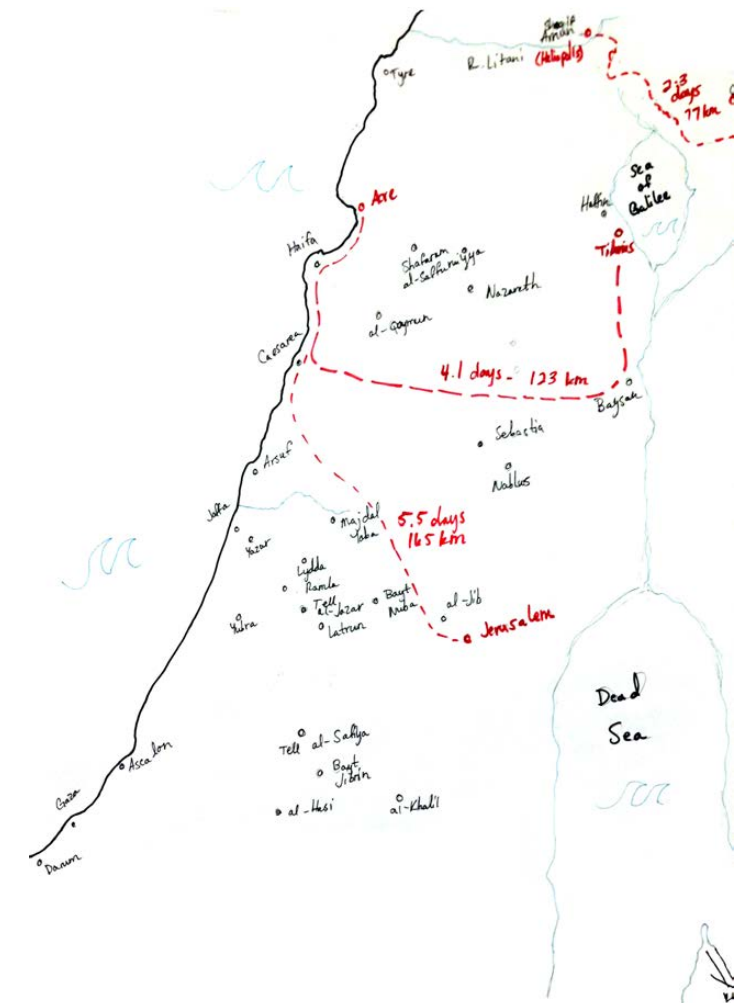 Arnan
R. Litani
(Heliopolis)
Tyre
2.3
days
77 km
Sea
of
Galilee
Acre
Hattin
Tiberias
Haifa
Shafaram
al-Saffuriyya
Nazareth
al-Qaymun
Caesarea
4.1 days - 123 km
Baysan
Sebastia
Nablus
Arsuf
Jaffa
Majdal
Yaba
5.5 days
165 km
Yazur
Lydda
Ramla
Tell
al-Jazar
Bayt
Nuba
al-Jib
Yubna
Latrun
Jerusalem
Dead
Sea
Tell al-Safiya
Bayt
Jibrin
Ascalon
al-Hasi
al-Khalil
Gaza
Darum